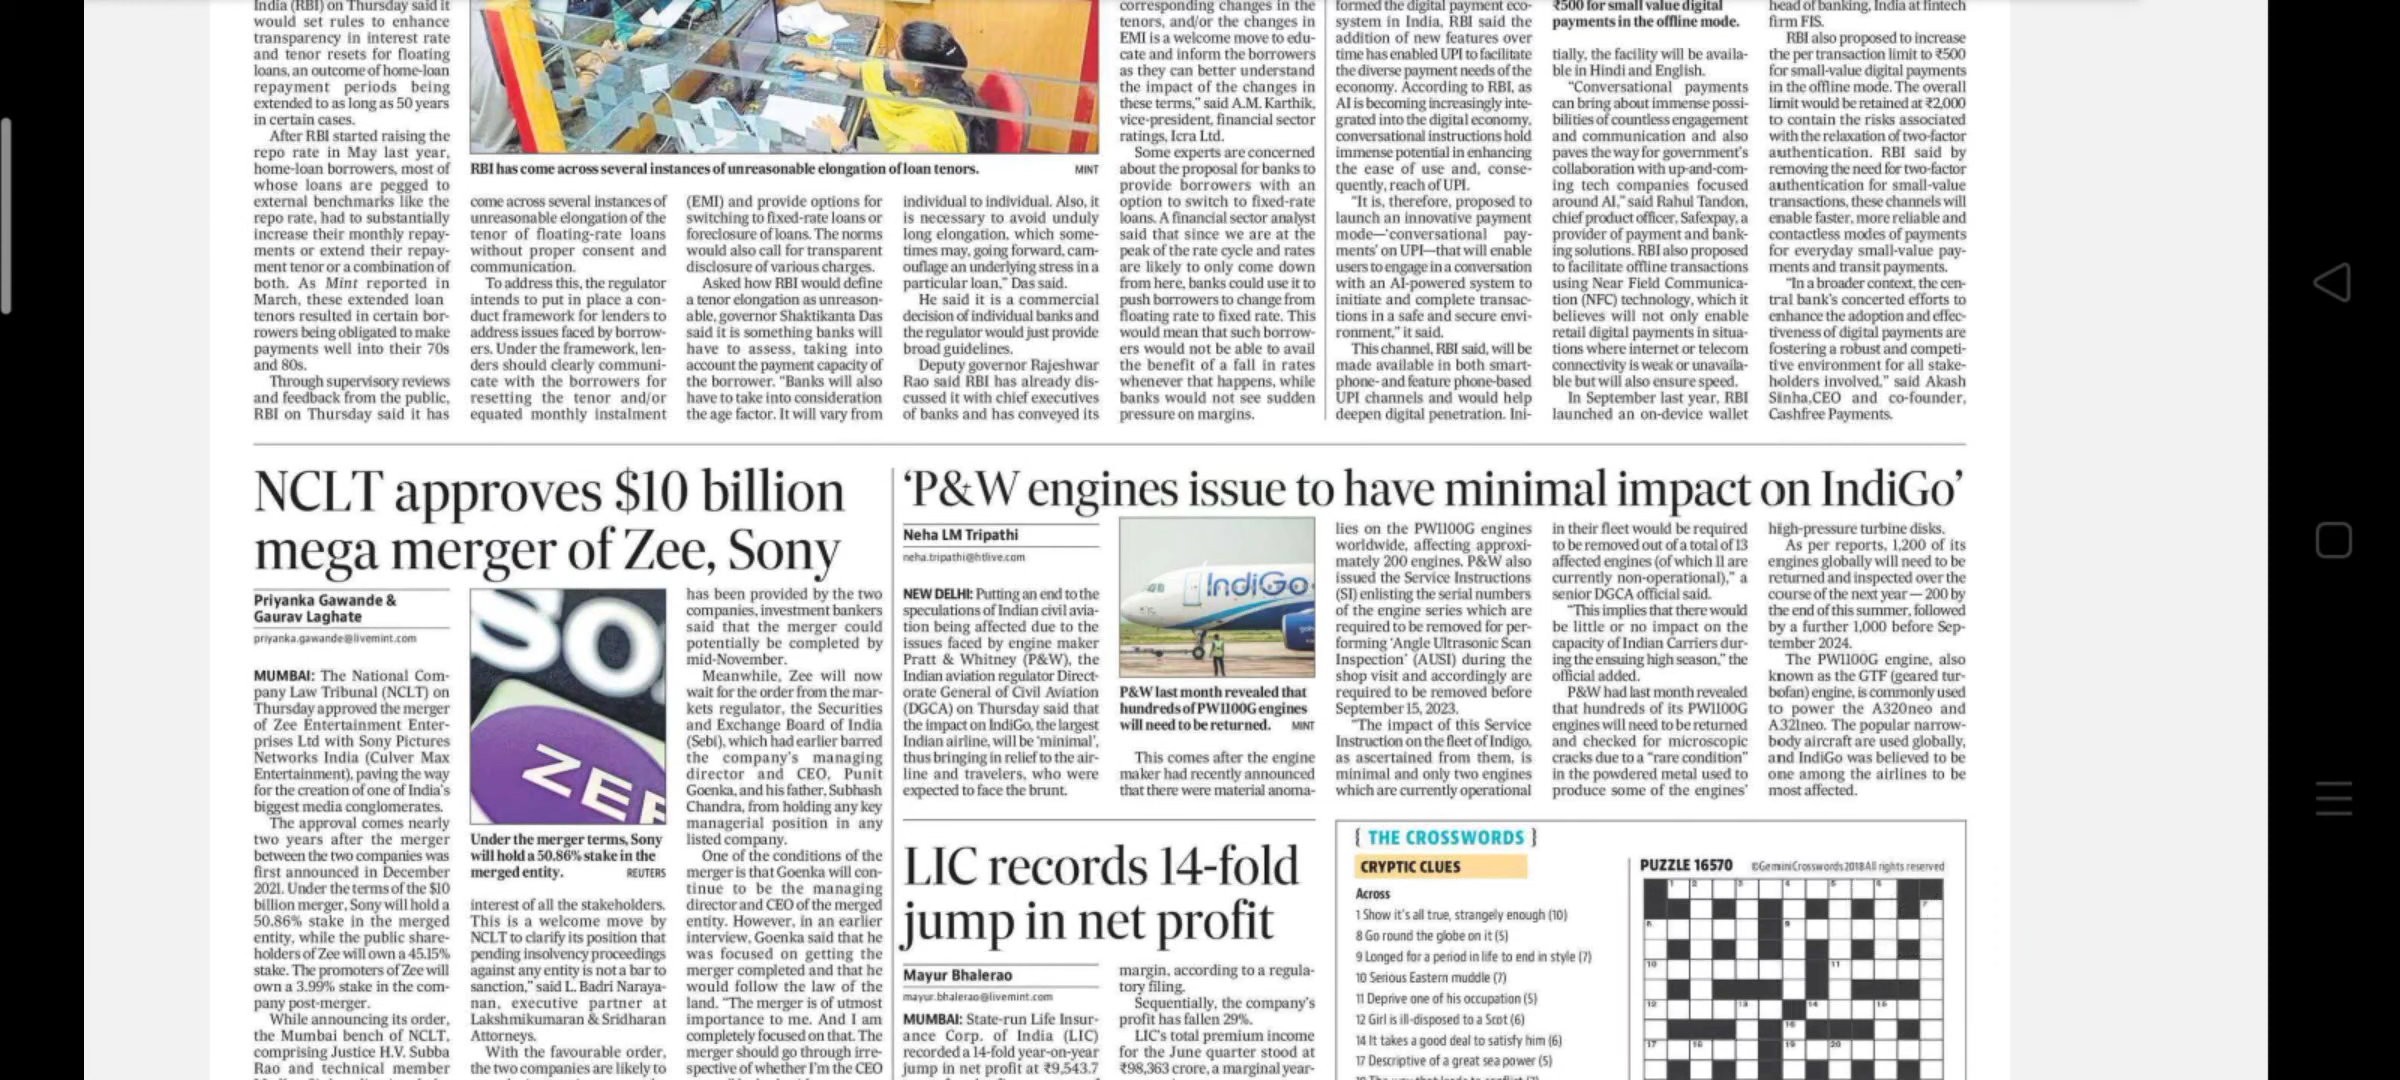 India (RBI) on Thursday said it
would set rules to enhance
transparency in interest rate
and tenor resets for floating
loans, an outcome of home-loan
repayment periods being
extended to as long as 50 years
in certain cases.
After RBI started raising the
repo rate in May last year,
home-loan borrowers, most of
whose loans are pegged to
external benchmarks like the
repo rate, had to substantially
increase their monthly repay-
ments or extend their repay-
ment tenor or a combination of
both. As Mint reported in
March, these extended loan
tenors resulted in certain bor-
rowers being obligated to make
payments well into their 70s
and 80s.
Through supervisory reviews
and feedback from the public,
RBI on Thursday said it has
RBI has come across several instances of unreasonable elongation of loan tenors.
MINT
come across several instances of
unreasonable elongation of the
tenor of floating-rate loans
without proper consent and
communication.
To address this, the regulator
intends to put in place a con-
duct framework for lenders to
address issues faced by borrow-
ers. Under the framework, len-
ders should clearly communi-
cate with the borrowers for
resetting the tenor and/or
equated monthly instalment
(EMI) and provide options for
switching to fixed-rate loans or
foreclosure of loans. The norms
would also call for transparent
disclosure of various charges.
Asked how RBI would define
a tenor elongation as unreason-
able, governor Shaktikanta Das
said it is something banks will
have to assess, taking into
account the payment capacity of
the borrower. "Banks will also
have to take into consideration
the age factor. It will vary from
individual to individual. Also, it
is necessary to avoid unduly
long elongation, which some-
times may, going forward, cam-
ouflage an underlying stress in a
particular loan," Das said.
He said it is a commercial
decision of individual banks and
the regulator would just provide
broad guidelines.
Deputy governor Rajeshwar
Rao said RBI has already dis-
cussed it with chief executives
of banks and has conveyed its
corresponding changes in the
tenors, and/or the changes in
EMI is a welcome move to edu-
cate and inform the borrowers
as they can better understand
the impact of the changes in
these terms," said A.M. Karthik,
vice-president, financial sector
ratings, Icra Ltd.
Some experts are concerned
about the proposal for banks to
provide borrowers with an
option to switch to fixed-rate
loans. A financial sector analyst
said that since we are at the
peak of the rate cycle and rates
are likely to only come down
from here, banks could use it to
push borrowers to change from
floating rate to fixed rate. This
would mean that such borrow-
ers would not be able to avail
the benefit of a fall in rates
whenever that happens, while
banks would not see sudden
pressure on margins.
formed the digital payment eco-
system in India, RBI said the
addition of new features over
time has enabled UPI to facilitate
the diverse payment needs of the
economy. According to RBI, as
AI is becoming increasingly inte-
grated into the digital economy,
conversational instructions hold
immense potential in enhancing
the ease of use and, conse-
quently, reach of UPI.
"It is, therefore, proposed to
launch an innovative payment
mode—'conversational pay-
ments' on UPI—that will enable
users to engage in a conversation
with an AI-powered system to
initiate and complete transac-
tions in a safe and secure envi-
ronment," it said.
This channel, RBI said, will be
made available in both smart-
phone- and feature phone-based
UPI channels and would help
deepen digital penetration. Ini-
₹500 for small value digital
payments in the offline mode.
tially, the facility will be availa-
ble in Hindi and English.
"Conversational payments
can bring about immense possi-
bilities of countless engagement
and communication and also
paves the way for government's
collaboration with up-and-com-
ing tech companies focused
around AI," said Rahul Tandon,
chief product officer, Safexpay, a
provider of payment and bank-
ing solutions. RBI also proposed
to facilitate offline transactions
using Near Field Communica-
tion (NFC) technology, which it
believes will not only enable
retail digital payments in situa-
tions where internet or telecom
connectivity is weak or unavaila-
ble but will also ensure speed.
In September last year, RBI
launched an on-device wallet
head of banking, India at fintech
firm FIS.
RBI also proposed to increase
the per transaction limit to ₹500
for small-value digital payments
in the offline mode. The overall
limit would be retained at ₹2,000
to contain the risks associated
with the relaxation of two-factor
authentication. RBI said by
removing the need for two-factor
authentication for small-value
transactions, these channels will
enable faster, more reliable and
contactless modes of payments
for everyday small-value pay-
ments and transit payments.
"In a broader context, the cen-
tral bank's concerted efforts to
enhance the adoption and effec-
tiveness of digital payments are
fostering a robust and competi-
tive environment for all stake-
holders involved," said Akash
Sinha,CEO and co-founder,
Cashfree Payments.
NCLT approves $10 billion
mega merger of Zee, Sony
Priyanka Gawande &
Gaurav Laghate
priyanka.gawande@livemint.com
MUMBAI: The National Com-
pany Law Tribunal (NCLT) on
Thursday approved the merger
of Zee Entertainment Enter-
prises Ltd with Sony Pictures
Networks India (Culver Max
Entertainment), paving the way
for the creation of one of India's
biggest media conglomerates.
The approval comes nearly
two years after the merger
between the two companies was
first announced in December
2021. Under the terms of the $10
billion merger, Sony will hold a
50.86% stake in the merged
entity, while the public share-
holders of Zee will own a 45.15%
stake. The promoters of Zee will
own a 3.99% stake in the com-
pany post-merger.
While announcing its order,
the Mumbai bench of NCLT,
comprising Justice H.V. Subba
Rao and technical member
SO
ZEE
Under the merger terms, Sony
will hold a 50.86% stake in the
merged entity.
REUTERS
interest of all the stakeholders.
This is a welcome move by
NCLT to clarify its position that
pending insolvency proceedings
against any entity is not a bar to
sanction," said L. Badri Naraya-
nan, executive partner at
Lakshmikumaran & Sridharan
Attorneys.
With the favourable order,
the two companies are likely to
has been provided by the two
companies, investment bankers
said that the merger could
potentially be completed by
mid-November.
Meanwhile, Zee will now
wait for the order from the mar-
kets regulator, the Securities
and Exchange Board of India
(Sebi), which had earlier barred
the company's managing
director and CEO, Punit
Goenka, and his father, Subhash
Chandra, from holding any key
managerial position in any
listed company.
One of the conditions of the
merger is that Goenka will con-
tinue to be the managing
director and CEO of the merged
entity. However, in an earlier
interview, Goenka said that he
was focused on getting the
merger completed and that he
would follow the law of the
land. "The merger is of utmost
importance to me. And I am
completely focused on that. The
merger should go through irre-
spective of whether I'm the CEO
'P&W engines issue to have minimal impact on IndiGo'
Neha LM Tripathi
neha.tripathi@htlive.com
NEW DELHI: Putting an end to the
speculations of Indian civil avia-
tion being affected due to the
issues faced by engine maker
Pratt & Whitney (P&W), the
Indian aviation regulator Direct-
orate General of Civil Aviation
(DGCA) on Thursday said that
the impact on IndiGo, the largest
Indian airline, will be 'minimal',
thus bringing in relief to the air-
line and travelers, who were
expected to face the brunt.
IndiGo
P&W last month revealed that
hundreds of PW1100G engines
will need to be returned.
MINT
This comes after the engine
maker had recently announced
that there were material anoma-
lies on the PW1100G engines
worldwide, affecting approxi-
mately 200 engines. P&W also
issued the Service Instructions
(SI) enlisting the serial numbers
of the engine series which are
required to be removed for per-
forming 'Angle Ultrasonic Scan
Inspection' (AUSI) during the
shop visit and accordingly are
required to be removed before
September 15, 2023.
"The impact of this Service
Instruction on the fleet of Indigo,
as ascertained from them, is
minimal and only two engines
which are currently operational
in their fleet would be required
to be removed out of a total of 13
affected engines (of which 11 are
currently non-operational)," a
senior DGCA official said.
"This implies that there would
be little or no impact on the
capacity of Indian Carriers dur-
ing the ensuing high season," the
official added.
P&W had last month revealed
that hundreds of its PW1100G
engines will need to be returned
and checked for microscopic
cracks due to a "rare condition"
in the powdered metal used to
produce some of the engines'
high-pressure turbine disks.
As per reports, 1,200 of its
engines globally will need to be
returned and inspected over the
course of the next year — 200 by
the end of this summer, followed
by a further 1,000 before Sep-
tember 2024.
The PW1100G engine, also
known as the GTF (geared tur-
bofan) engine, is commonly used
to power the A320neo and
A321neo. The popular narrow-
body aircraft are used globally,
and IndiGo was believed to be
one among the airlines to be
most affected.
LIC records 14-fold
jump in net profit
Mayur Bhalerao
mayur.bhalerao@livemint.com
MUMBAI: State-run Life Insur-
ance Corp. of India (LIC)
recorded a 14-fold year-on-year
jump in net profit at ₹9,543.7
margin, according to a regula-
tory filing.
Sequentially, the company's
profit has fallen 29%.
LIC's total premium income
for the June quarter stood at
₹98,363 crore, a marginal year-
{ THE CROSSWORDS }
CRYPTIC CLUES
Across
1 Show it's all true, strangely enough (10)
8 Go round the globe on it (5)
9 Longed for a period in life to end in style (7)
10 Serious Eastern muddle (7)
11 Deprive one of his occupation (5)
12 Girl is ill-disposed to a Scot (6)
14 It takes a good deal to satisfy him (6)
17 Descriptive of a great sea power (5)
PUZZLE 16570
©GeminiCrosswords2018All rights reserved
1 2 3 4 5 6
7
8 9
10 11
12 13 14 15
16
17 18 19 20